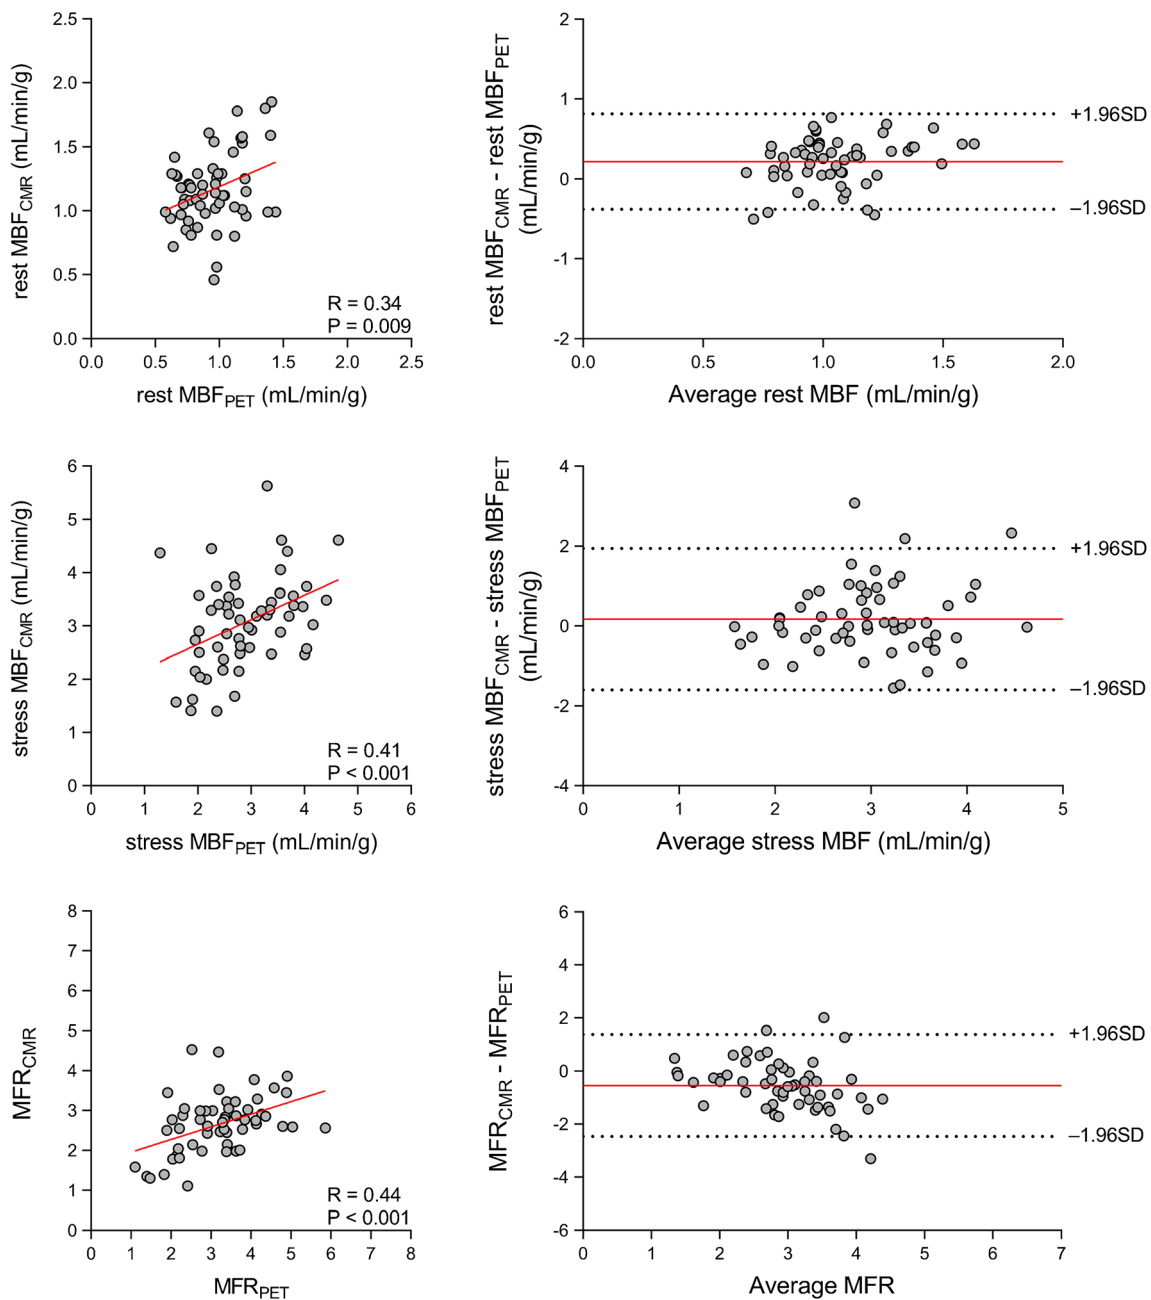 2.5
2.0
1.5
1.0
0.5
0.0
rest MBFCMR (mL/min/g)
R = 0.34
P = 0.009
0.0 0.5 1.0 1.5 2.0 2.5
rest MBFPET (mL/min/g)
2
1
0
-1
-2
rest MBFCMR - rest MBFPET
(mL/min/g)
+1.96SD
–1.96SD
0.0 0.5 1.0 1.5 2.0
Average rest MBF (mL/min/g)
6
5
4
3
2
1
0
stress MBFCMR (mL/min/g)
R = 0.41
P < 0.001
0 1 2 3 4 5 6
stress MBFPET (mL/min/g)
4
2
0
-2
-4
stress MBFCMR - stress MBFPET
(mL/min/g)
+1.96SD
–1.96SD
0 1 2 3 4 5
Average stress MBF (mL/min/g)
8
7
6
5
4
3
2
1
0
MFRCMR
R = 0.44
P < 0.001
0 1 2 3 4 5 6 7 8
MFRPET
6
4
2
0
-2
-4
-6
MFRCMR - MFRPET
+1.96SD
–1.96SD
0 1 2 3 4 5 6 7
Average MFR